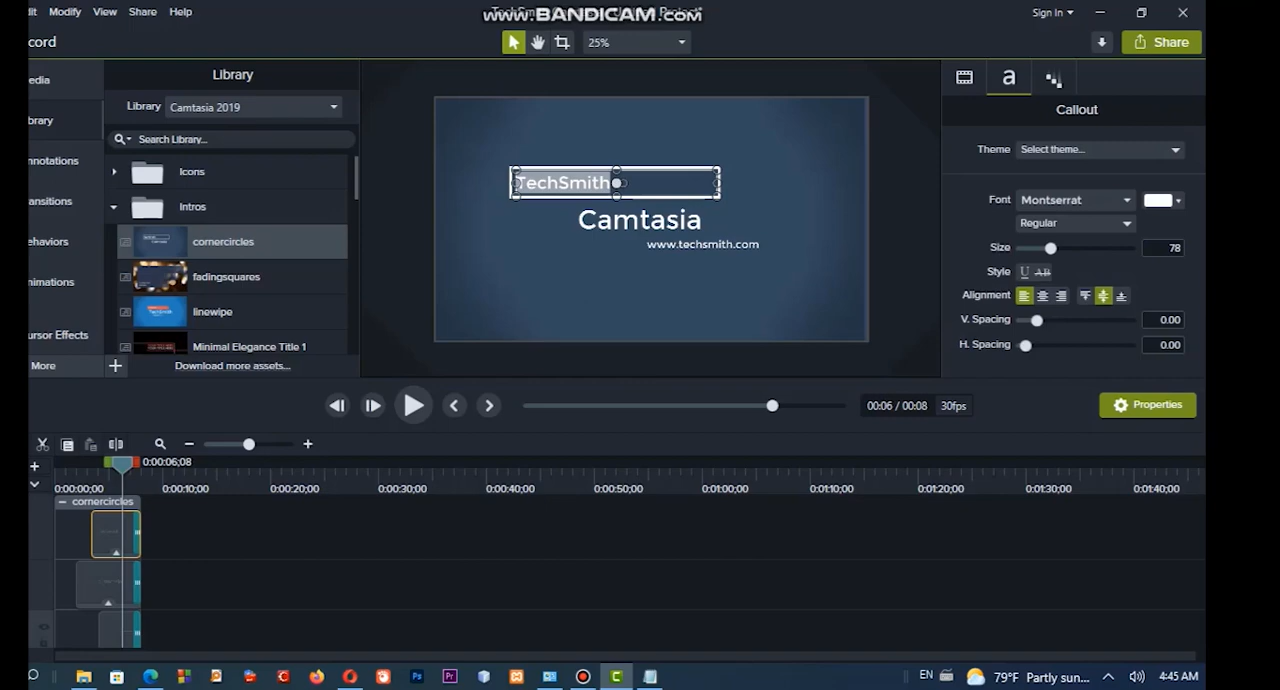 dit Modify View Share Help
www.BANDICAM.com
Sign In
cord
25%
Share
edia
brary
nnotations
ansitions
ehaviors
nimations
ursor Effects
More
Library
Library Camtasia 2019
Search Library...
Icons
Intros
cornercircles
fadingsquares
linewipe
Minimal Elegance Title 1
Download more assets...
TechSmith
Camtasia
www.techsmith.com
a
Callout
Theme Select theme...
Font Montserrat
Regular
Size 78
Style U AB
Alignment
V. Spacing 0.00
H. Spacing 0.00
00:06 / 00:08 30fps
Properties
0:00:06;08
0:00:00;00 0:00:10;00 0:00:20;00 0:00:30;00 0:00:40;00 0:00:50;00 0:01:00;00 0:01:10;00 0:01:20;00 0:01:30;00 0:01:40;00
cornercircles
EN 79°F Partly sun... 4:45 AM